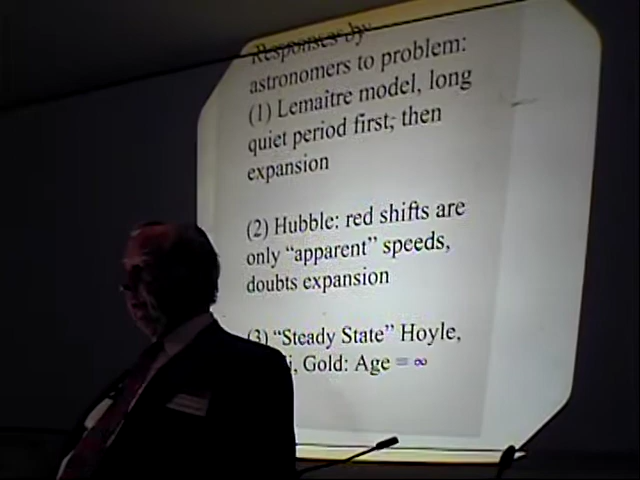 Responses by
astronomers to problem:
(1) Lemaître model, long
quiet period first, then
expansion
(2) Hubble: red shifts are
only “apparent” speeds,
doubts expansion
(3) “Steady State” Hoyle,
i, Gold: Age = ∞